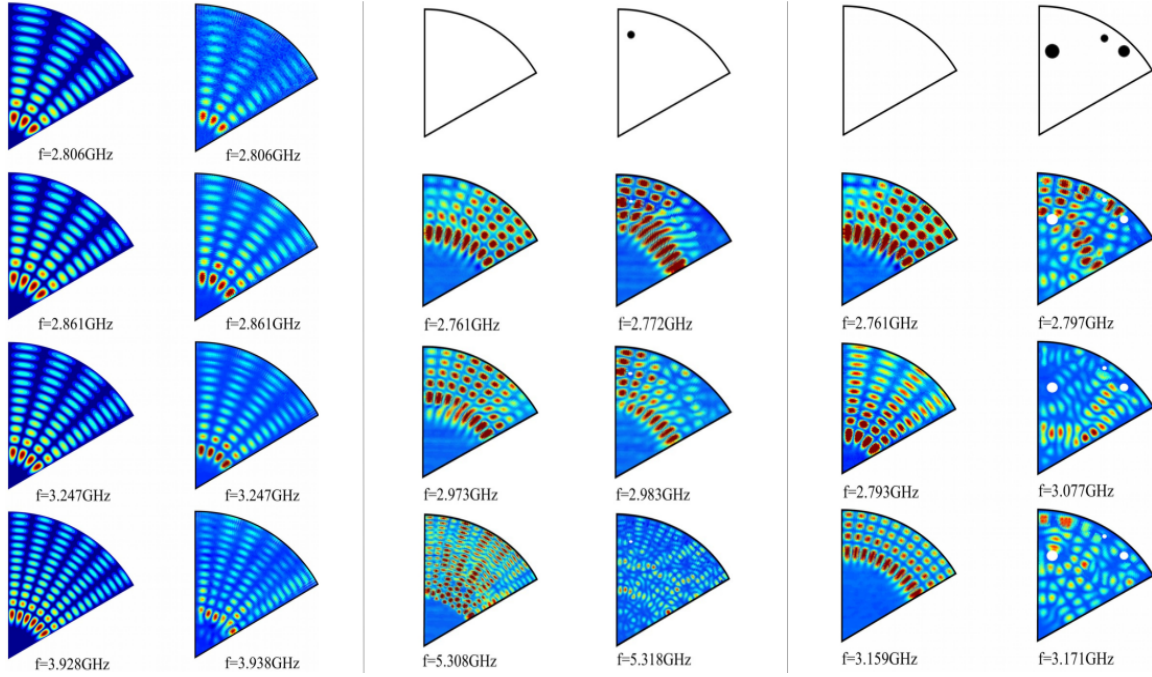 f=2.806GHz
f=2.806GHz
f=2.861GHz
f=2.861GHz
f=2.761GHz
f=2.772GHz
f=2.761GHz
f=2.797GHz
f=3.247GHz
f=3.247GHz
f=2.973GHz
f=2.983GHz
f=2.793GHz
f=3.077GHz
f=3.928GHz
f=3.938GHz
f=5.308GHz
f=5.318GHz
f=3.159GHz
f=3.171GHz